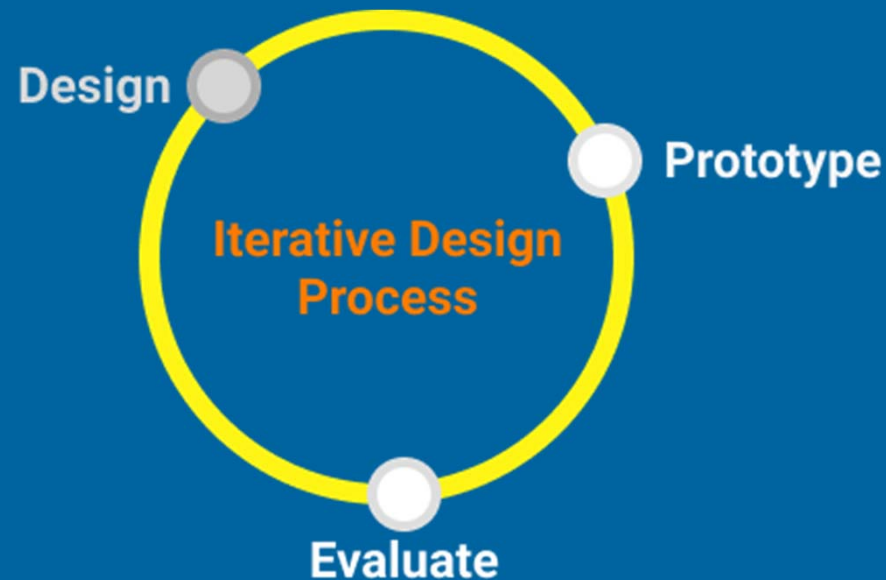 Design
Prototype
Iterative Design
Process
Evaluate